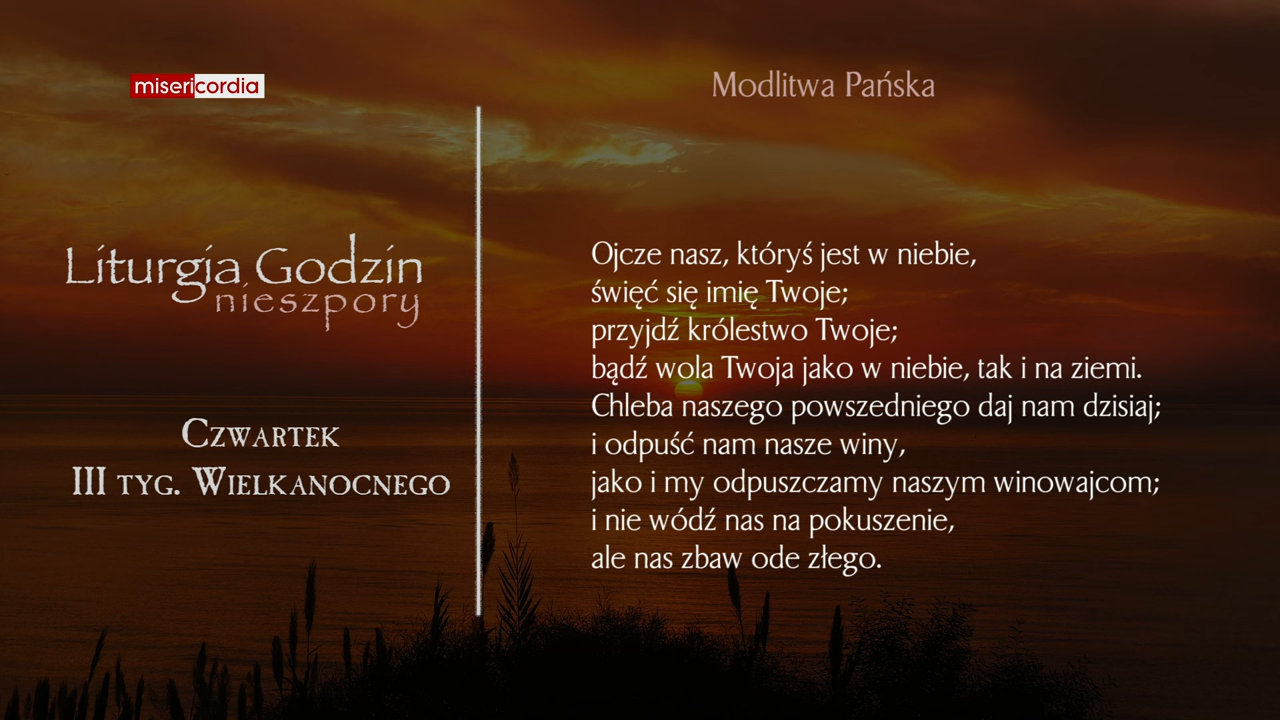 misericordia
Liturgia Godzin
nieszpory
Czwartek
III tyg. Wielkanocnego
Modlitwa Pańska
Ojcze nasz, któryś jest w niebie,
święć się imię Twoje;
przyjdź królestwo Twoje;
bądź wola Twoja jako w niebie, tak i na ziemi.
Chleba naszego powszedniego daj nam dzisiaj;
i odpuść nam nasze winy,
jako i my odpuszczamy naszym winowajcom;
i nie wódź nas na pokuszenie,
ale nas zbaw ode złego.